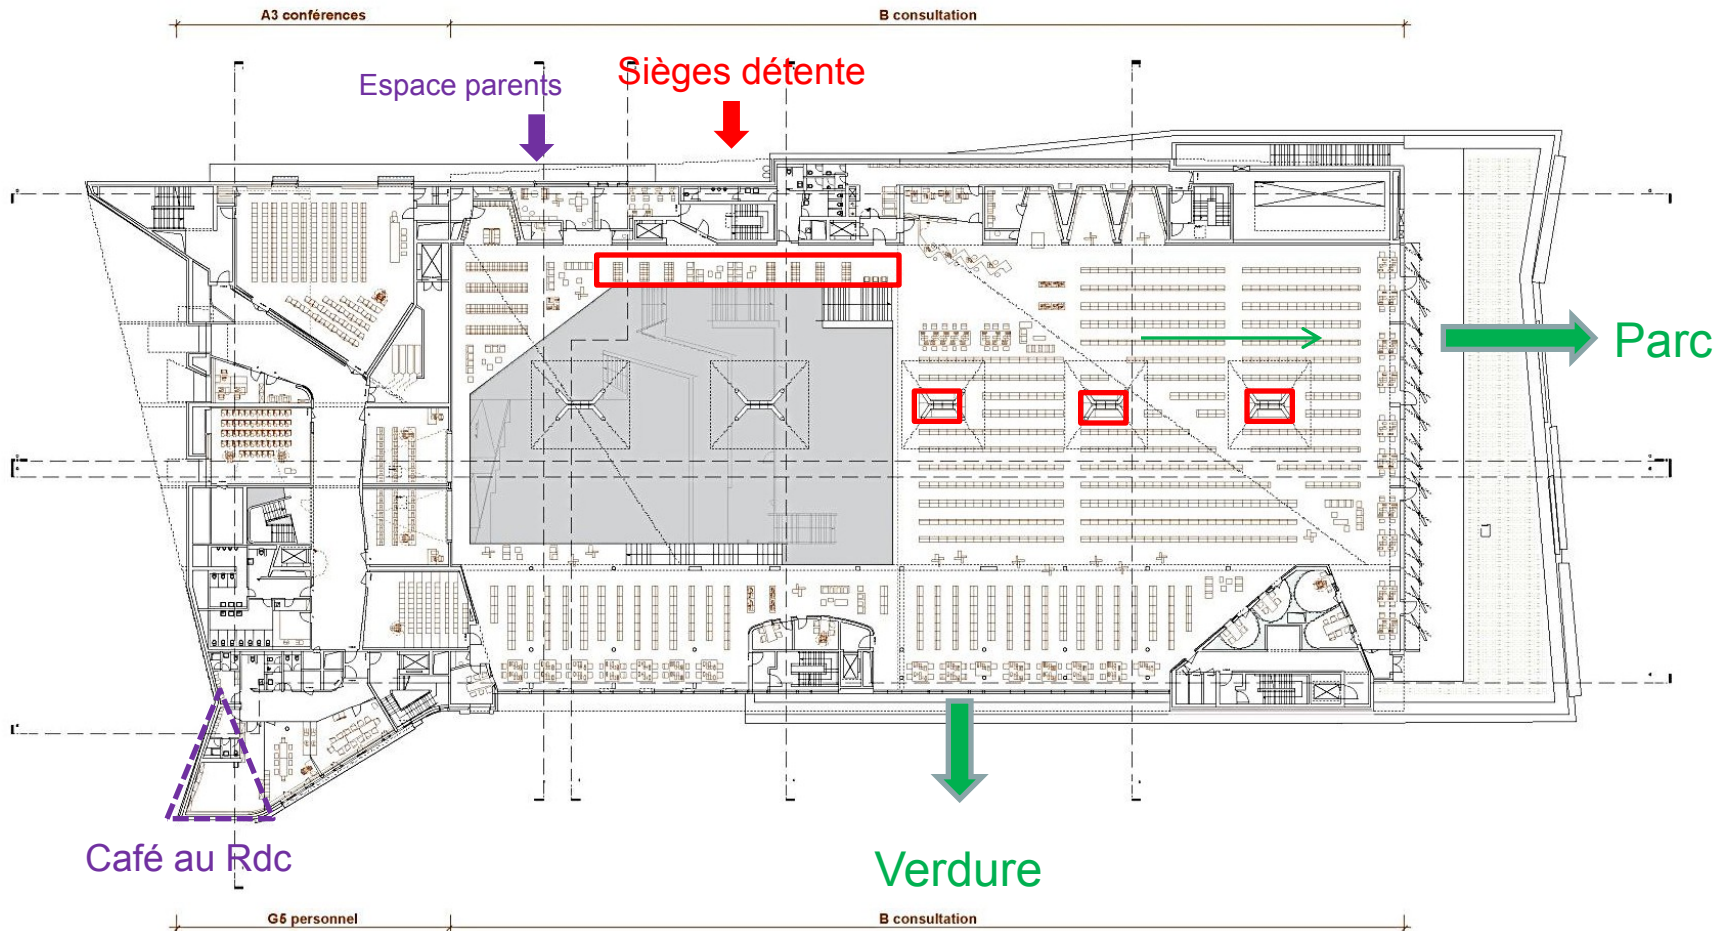 A3 conférences
B consultation
Espace parents
Sièges détente
Parc
Café au Rdc
Verdure
G5 personnel
B consultation